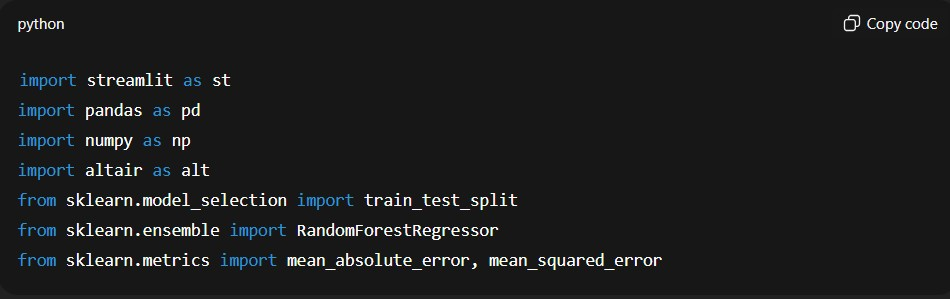 python
Copy code
import streamlit as st
import pandas as pd
import numpy as np
import altair as alt
from sklearn.model_selection import train_test_split
from sklearn.ensemble import RandomForestRegressor
from sklearn.metrics import mean_absolute_error, mean_squared_error